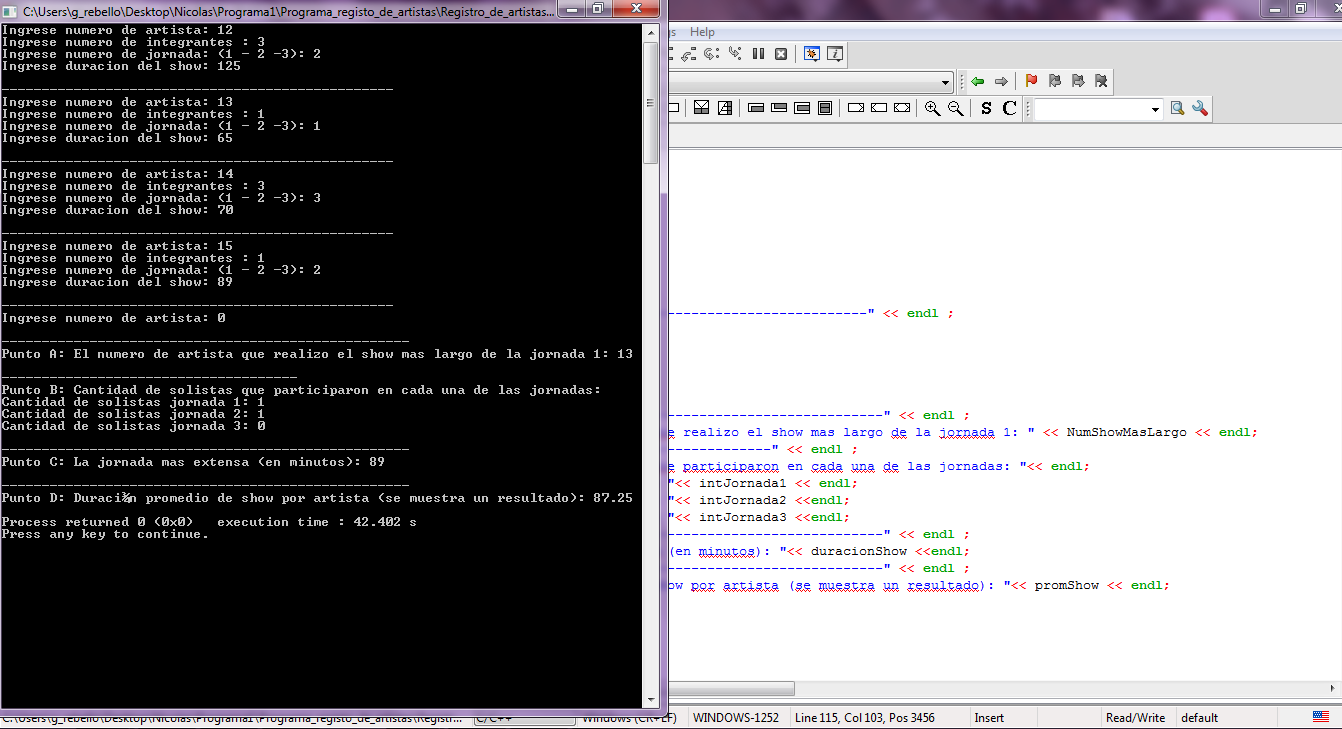 C:\Users\g_rebello\Desktop\Nicolas\Programa1\Programa_registo_de_artistas\Registro_de_artistas...
Ingrese numero de artista: 12
Ingrese numero de integrantes : 3
Ingrese numero de jornada: (1 - 2 -3): 2
Ingrese duracion del show: 125
-------------------------------------------------
Ingrese numero de artista: 13
Ingrese numero de integrantes : 1
Ingrese numero de jornada: (1 - 2 -3): 1
Ingrese duracion del show: 65
-------------------------------------------------
Ingrese numero de artista: 14
Ingrese numero de integrantes : 3
Ingrese numero de jornada: (1 - 2 -3): 3
Ingrese duracion del show: 70
-------------------------------------------------
Ingrese numero de artista: 15
Ingrese numero de integrantes : 1
Ingrese numero de jornada: (1 - 2 -3): 2
Ingrese duracion del show: 89
-------------------------------------------------
Ingrese numero de artista: 0
---------------------------------------------------
Punto A: El numero de artista que realizo el show mas largo de la jornada 1: 13
-------------------------------------
Punto B: Cantidad de solistas que participaron en cada una de las jornadas:
Cantidad de solistas jornada 1: 1
Cantidad de solistas jornada 2: 1
Cantidad de solistas jornada 3: 0
---------------------------------------------------
Punto C: La jornada mas extensa (en minutos): 89
---------------------------------------------------
Punto D: Duraci¾n promedio de show por artista (se muestra un resultado): 87.25
Process returned 0 (0x0)   execution time : 42.402 s
Press any key to continue.
gs Help
S C
-------------------------" << endl ;
---------------------------" << endl ;
e realizo el show mas largo de la jornada 1: " << NumShowMasLargo << endl;
-------------" << endl ;
e participaron en cada una de las jornadas: "<< endl;
"<< intJornada1 << endl;
"<< intJornada2 <<endl;
"<< intJornada3 <<endl;
---------------------------" << endl ;
(en minutos): "<< duracionShow <<endl;
---------------------------" << endl ;
ow por artista (se muestra un resultado): "<< promShow << endl;
C:\Users\g_rebello\Desktop\Nicolas\Programa1\Programa_registo_de_artistas\Registr... C/C++ Windows (CR+LF) WINDOWS-1252 Line 115, Col 103, Pos 3456 Insert Read/Write default